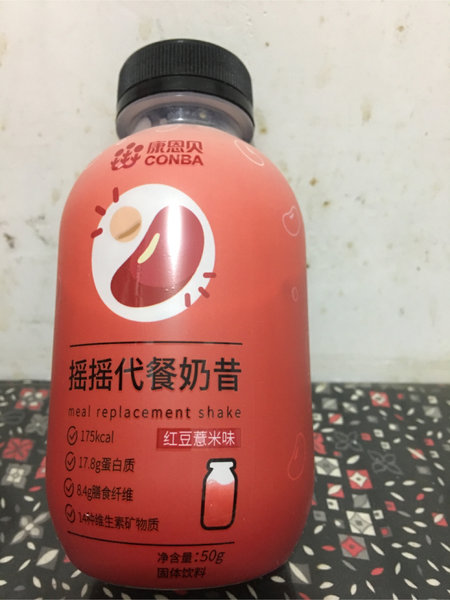 康恩贝
CONBA
摇摇代餐奶昔
meal replacement shake
175kcal
红豆薏米味
17.8g蛋白质
8.4g膳食纤维
14种维生素矿物质
净含量:50g
固体饮料